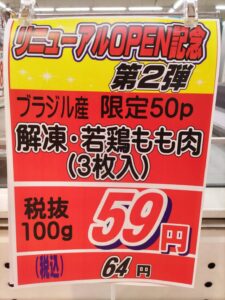 リニューアルOPEN記念
第2弾
ブラジル産 限定50p
解凍・若鶏もも肉
(3枚入)
税抜
100g 59円
(税込) 64円